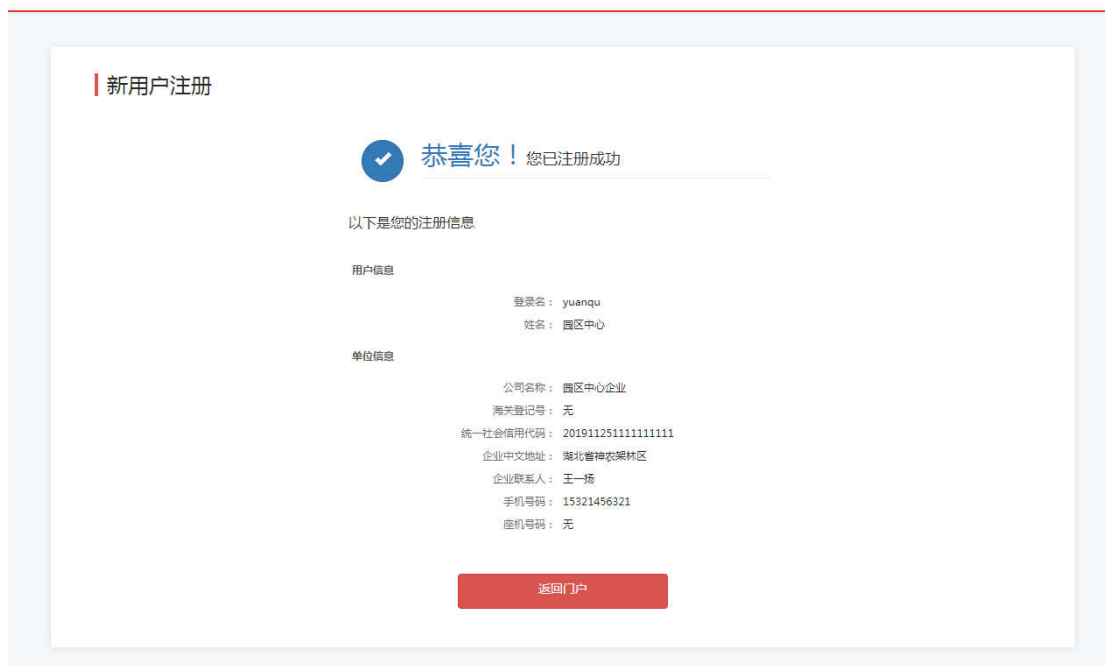 新用户注册
恭喜您！您已注册成功
以下是您的注册信息
用户信息
登录名： yuanqu
姓名： 园区中心
单位信息
公司名称： 园区中心企业
海关登记号： 无
统一社会信用代码： 201911251111111111
企业中文地址： 湖北省神农架林区
企业联系人： 王一扬
手机号码： 15321456321
座机号码： 无
返回门户